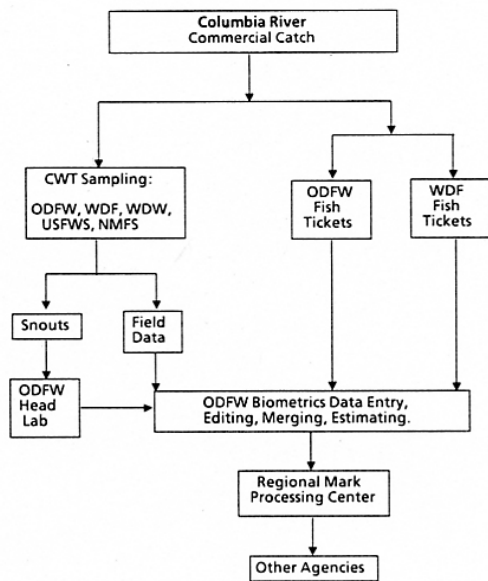 Columbia River
Commercial Catch
CWT Sampling:
ODFW, WDF, WDW,
USFWS, NMFS
ODFW
Fish
Tickets
WDF
Fish
Tickets
Snouts
Field
Data
ODFW
Head
Lab
ODFW Biometrics Data Entry,
Editing, Merging, Estimating.
Regional Mark
Processing Center
Other Agencies